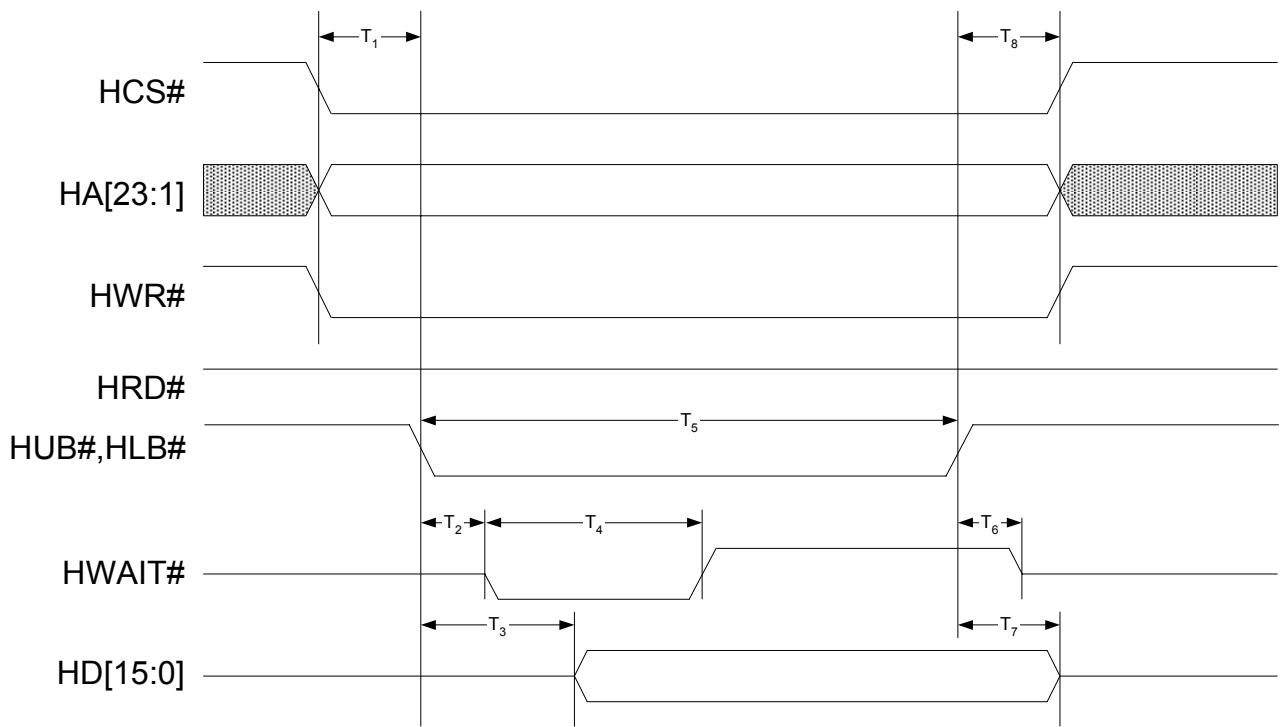 T₁ T₈
HCS#
HA[23:1]
HWR#
HRD#
T₅
HUB#,HLB#
T₂ T₄ T₆
HWAIT#
T₃ T₇
HD[15:0]